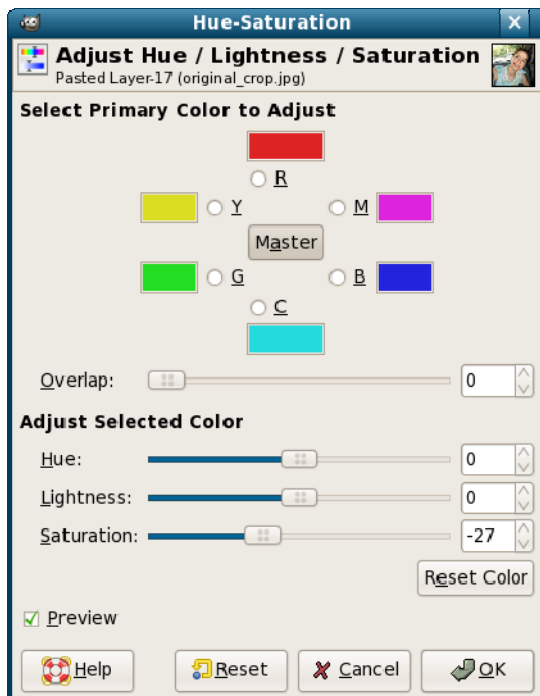 Hue-Saturation
Adjust Hue / Lightness / Saturation
Pasted Layer-17 (original_crop.jpg)
Select Primary Color to Adjust
R
Y M
Master
G B
C
Overlap: 0
Adjust Selected Color
Hue: 0
Lightness: 0
Saturation: -27
Reset Color
Preview
Help Reset Cancel OK